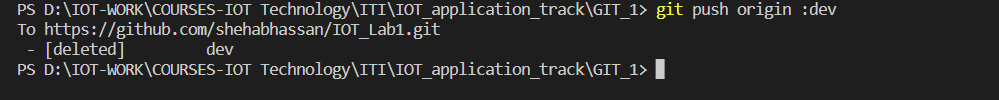 PS D:\IOT-WORK\COURSES-IOT Technology\ITI\IOT_application_track\GIT_1> git push origin :dev
To https://github.com/shehabhassan/IOT_Lab1.git
 - [deleted]         dev
PS D:\IOT-WORK\COURSES-IOT Technology\ITI\IOT_application_track\GIT_1>